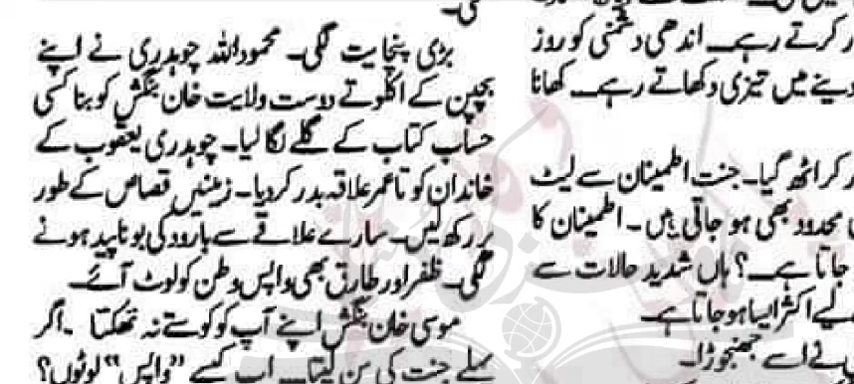 ر کرتے رہے۔ اندھی دشمنی کو روز
دینے میں تیزی دکھاتے رہے۔ کھانا
ر کر اٹھ گیا۔ جنت اطمینان سے لیٹ
محدود بھی ہو جاتی ہیں۔ اطمینان کا
جاتا ہے۔؟ ہاں شدید حالات سے
لیے اکثر ایسا ہو جاتا ہے۔
نے اسے جھنجوڑا۔
گی۔
بڑی پنچایت لگی۔ محمود اللہ چوہدری نے اپنے
بچپن کے اکلوتے دوست ولایت خان بنگش کو بنا کسی
حساب کتاب کے گلے لگا لیا۔ چوہدری یعقوب کے
خاندان کو تا عمر علاقہ بدر کر دیا۔ زمینیں قصاص کے طور
پر رکھ لیں۔ سارے علاقے سے بارود کی بو ناپید ہونے
لگی۔ ظفر اور طارق بھی واپس وطن کو لوٹ آئے۔
موسی خان بنگش اپنے آپ کو کوستے نہ تھکتا ۔ اگر
پہلے جنت کی سن لیتا۔۔ اب کیسے ”واپس“ لوٹوں؟